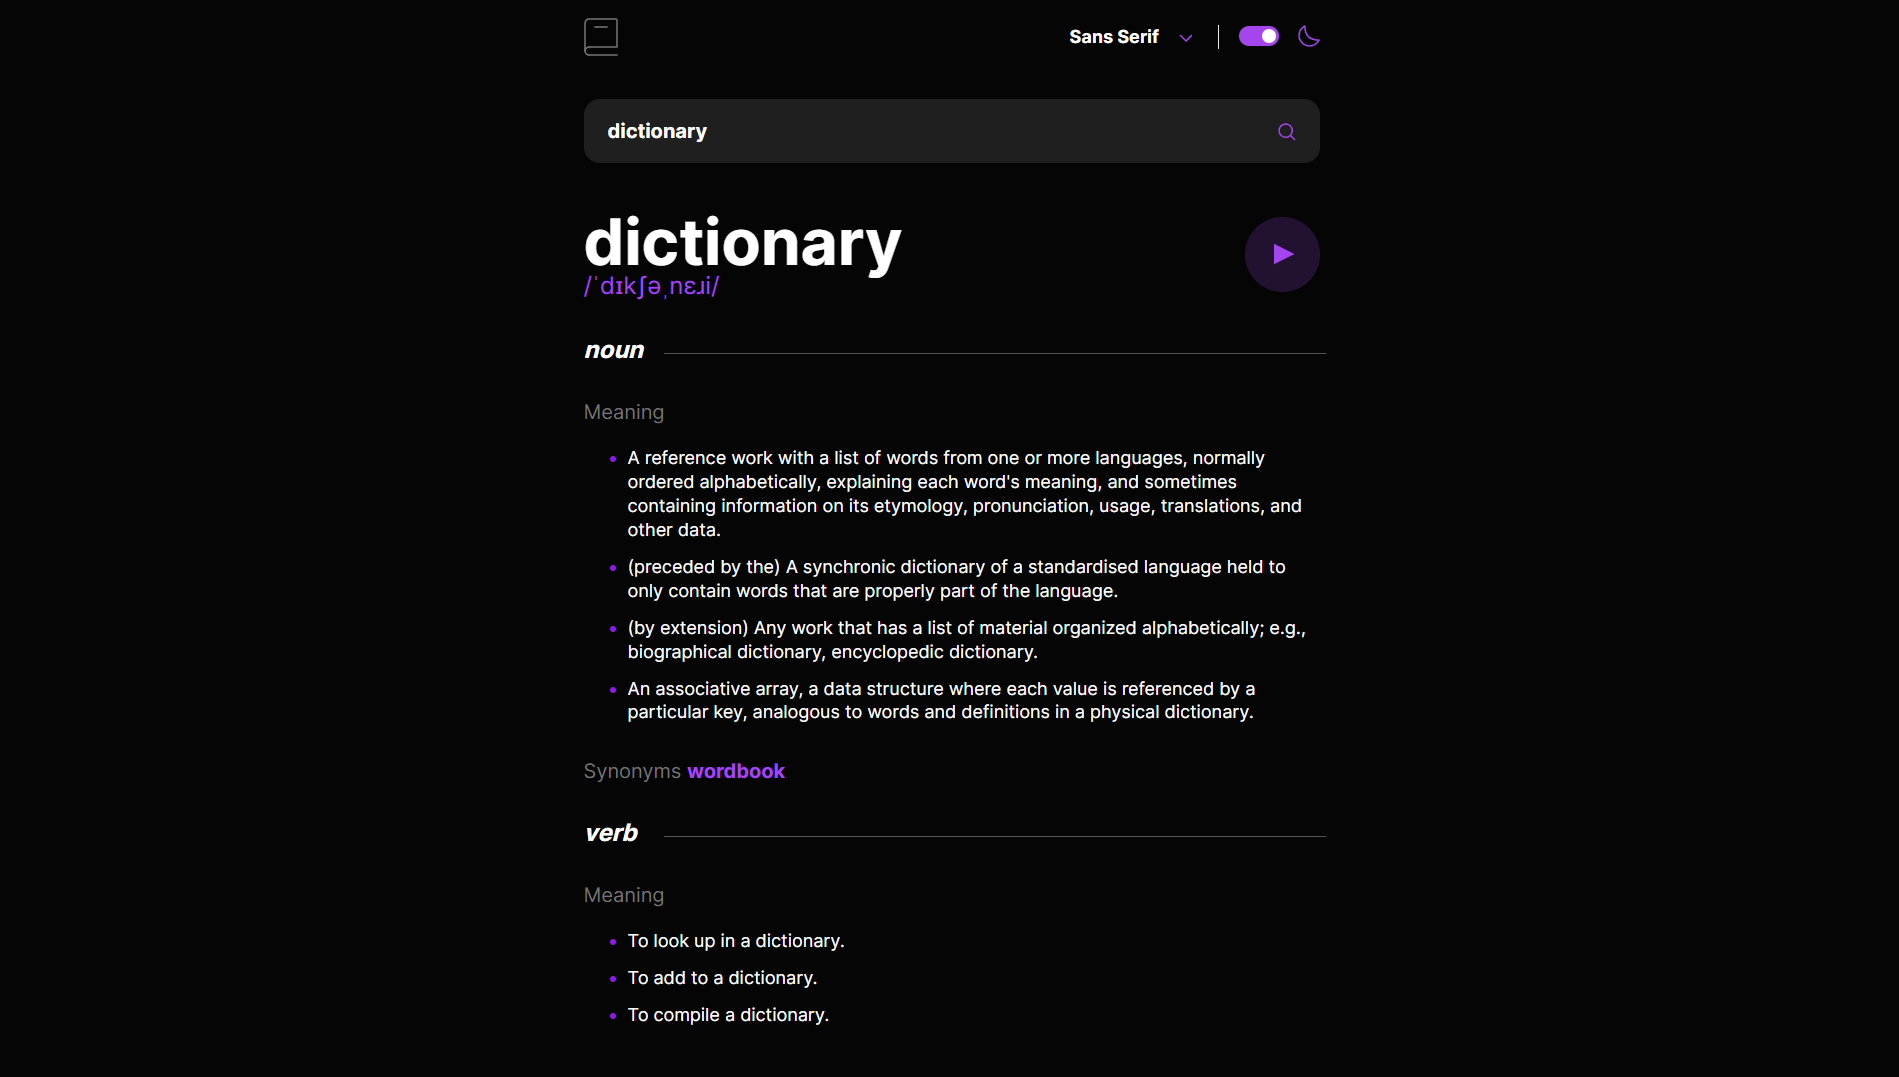 Sans Serif
dictionary
dictionary
/ˈdɪkʃəˌnɛɹi/
noun
Meaning
A reference work with a list of words from one or more languages, normally
ordered alphabetically, explaining each word's meaning, and sometimes
containing information on its etymology, pronunciation, usage, translations, and
other data.
(preceded by the) A synchronic dictionary of a standardised language held to
only contain words that are properly part of the language.
(by extension) Any work that has a list of material organized alphabetically; e.g.,
biographical dictionary, encyclopedic dictionary.
An associative array, a data structure where each value is referenced by a
particular key, analogous to words and definitions in a physical dictionary.
Synonyms wordbook
verb
Meaning
To look up in a dictionary.
To add to a dictionary.
To compile a dictionary.